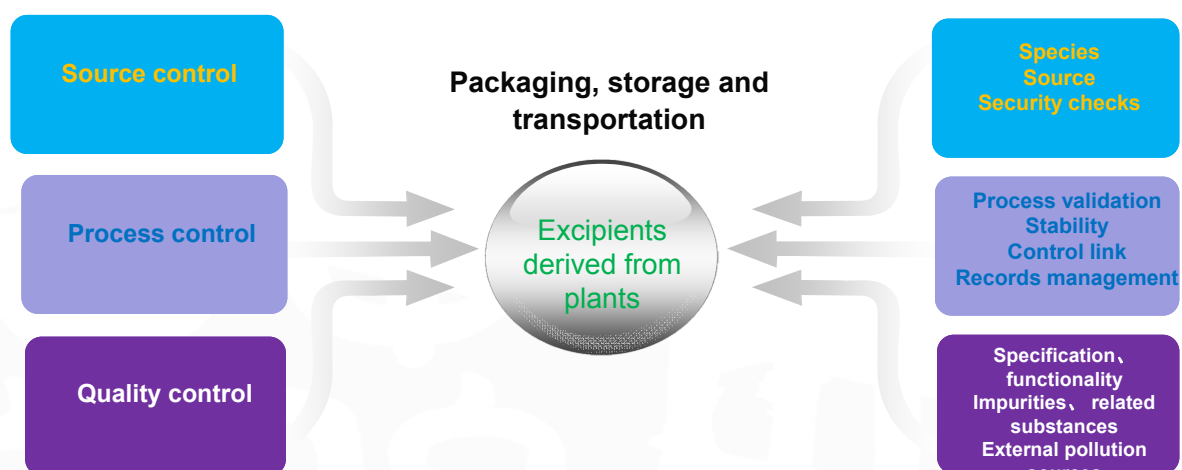 Source control
Packaging, storage and
transportation
Species
Source
Security checks
Process control
Excipients
derived from
plants
Process validation
Stability
Control link
Records management
Quality control
Specification、
functionality
Impurities、 related
substances
External pollution